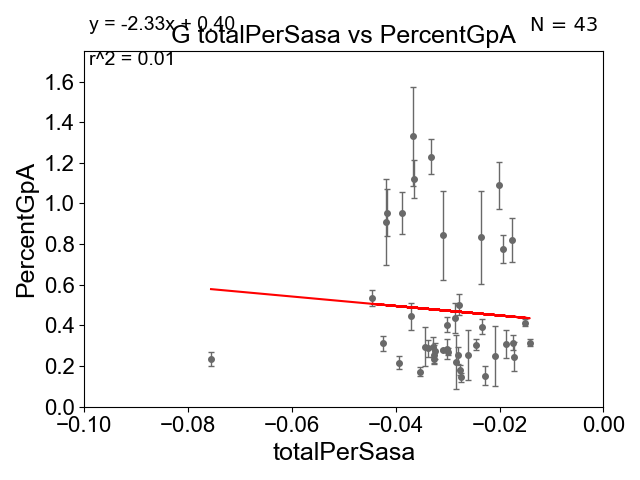 y = -2.33x + 0.40
N = 43
G totalPerSasa vs PercentGpA
r^2 = 0.01
PercentGpA
1.6
1.4
1.2
1.0
0.8
0.6
0.4
0.2
0.0
−0.10 −0.08 −0.06 −0.04 −0.02 0.00
totalPerSasa